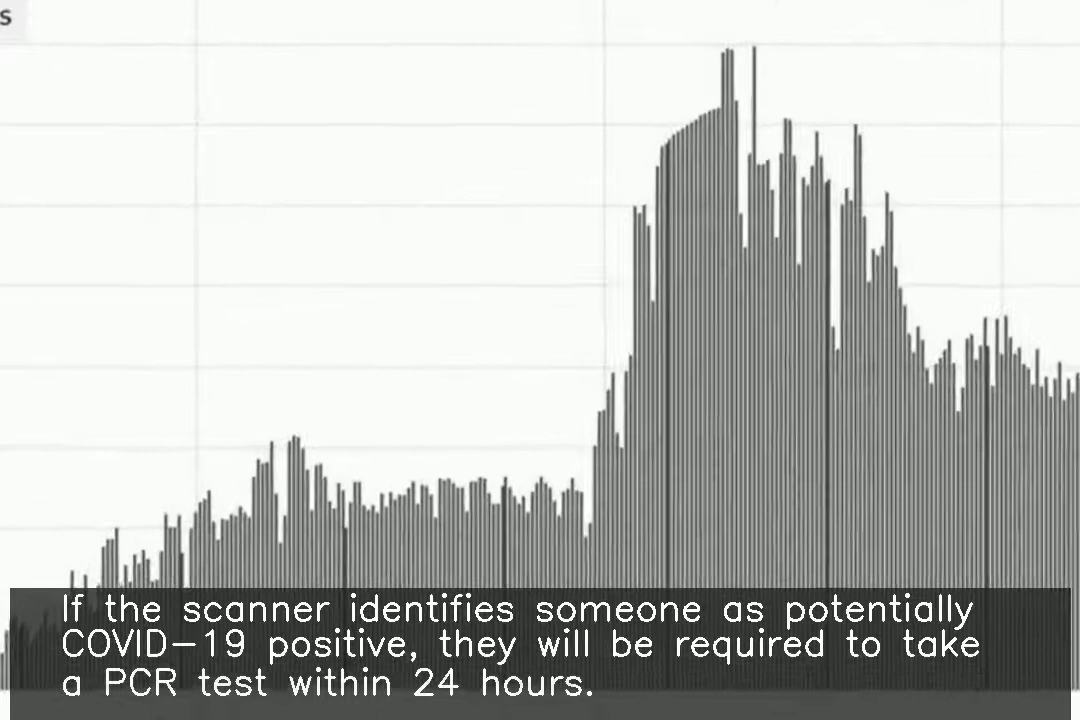 s
If the scanner identifies someone as potentially
COVID-19 positive, they will be required to take
a PCR test within 24 hours.